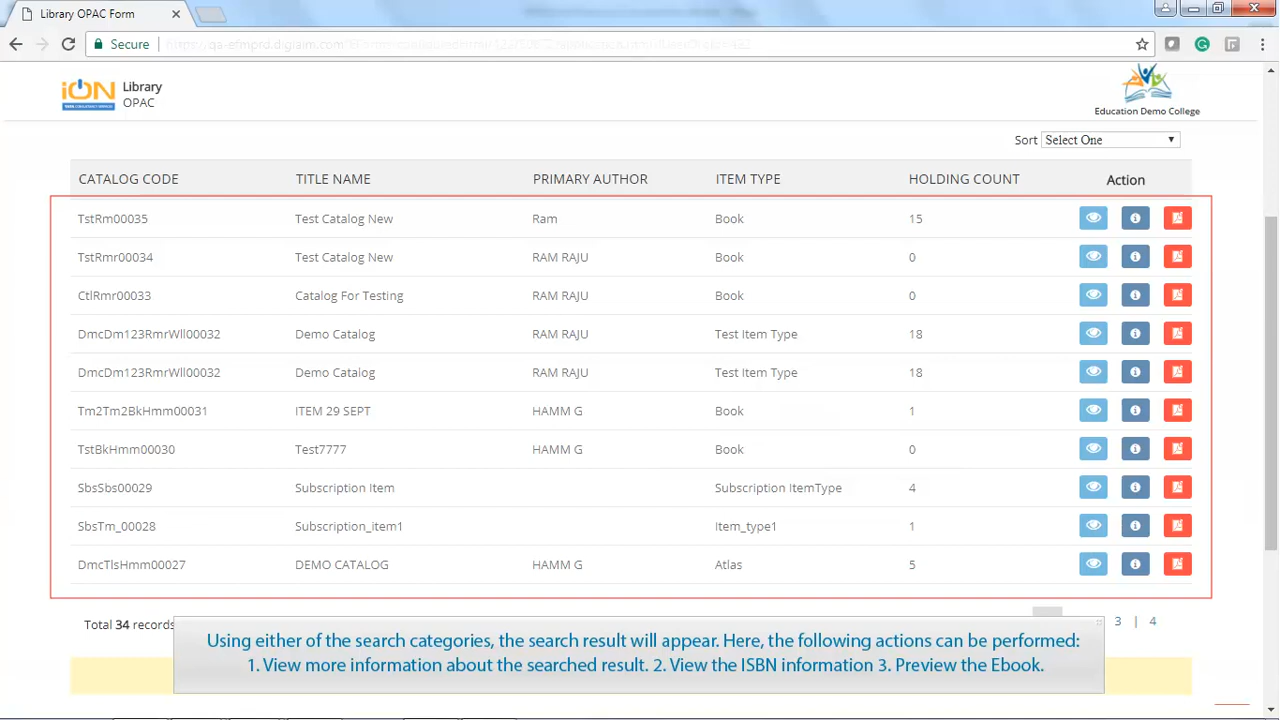 Library OPAC Form
Secure
iON Library
OPAC
Education Demo College
Sort Select One
CATALOG CODE TITLE NAME PRIMARY AUTHOR ITEM TYPE HOLDING COUNT Action
TstRm00035 Test Catalog New Ram Book 15
TstRmr00034 Test Catalog New RAM RAJU Book 0
CtlRmr00033 Catalog For Testing RAM RAJU Book 0
DmcDm123RmrWll00032 Demo Catalog RAM RAJU Test Item Type 18
DmcDm123RmrWll00032 Demo Catalog RAM RAJU Test Item Type 18
Tm2Tm2BkHmm00031 ITEM 29 SEPT HAMM G Book 1
TstBkHmm00030 Test7777 HAMM G Book 0
SbsSbs00029 Subscription Item Subscription ItemType 4
SbsTm_00028 Subscription_item1 Item_type1 1
DmcTlsHmm00027 DEMO CATALOG HAMM G Atlas 5
Total 34 records 3 | 4
Using either of the search categories, the search result will appear. Here, the following actions can be performed:
1. View more information about the searched result. 2. View the ISBN information 3. Preview the Ebook.